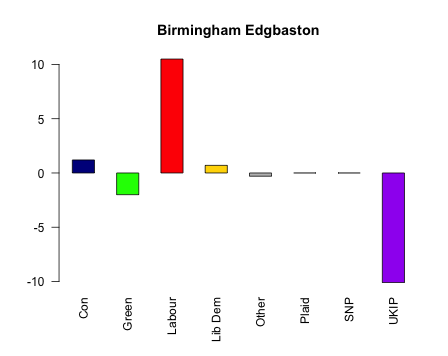 Birmingham Edgbaston
10
5
0
-5
-10
Con
Green
Labour
Lib Dem
Other
Plaid
SNP
UKIP